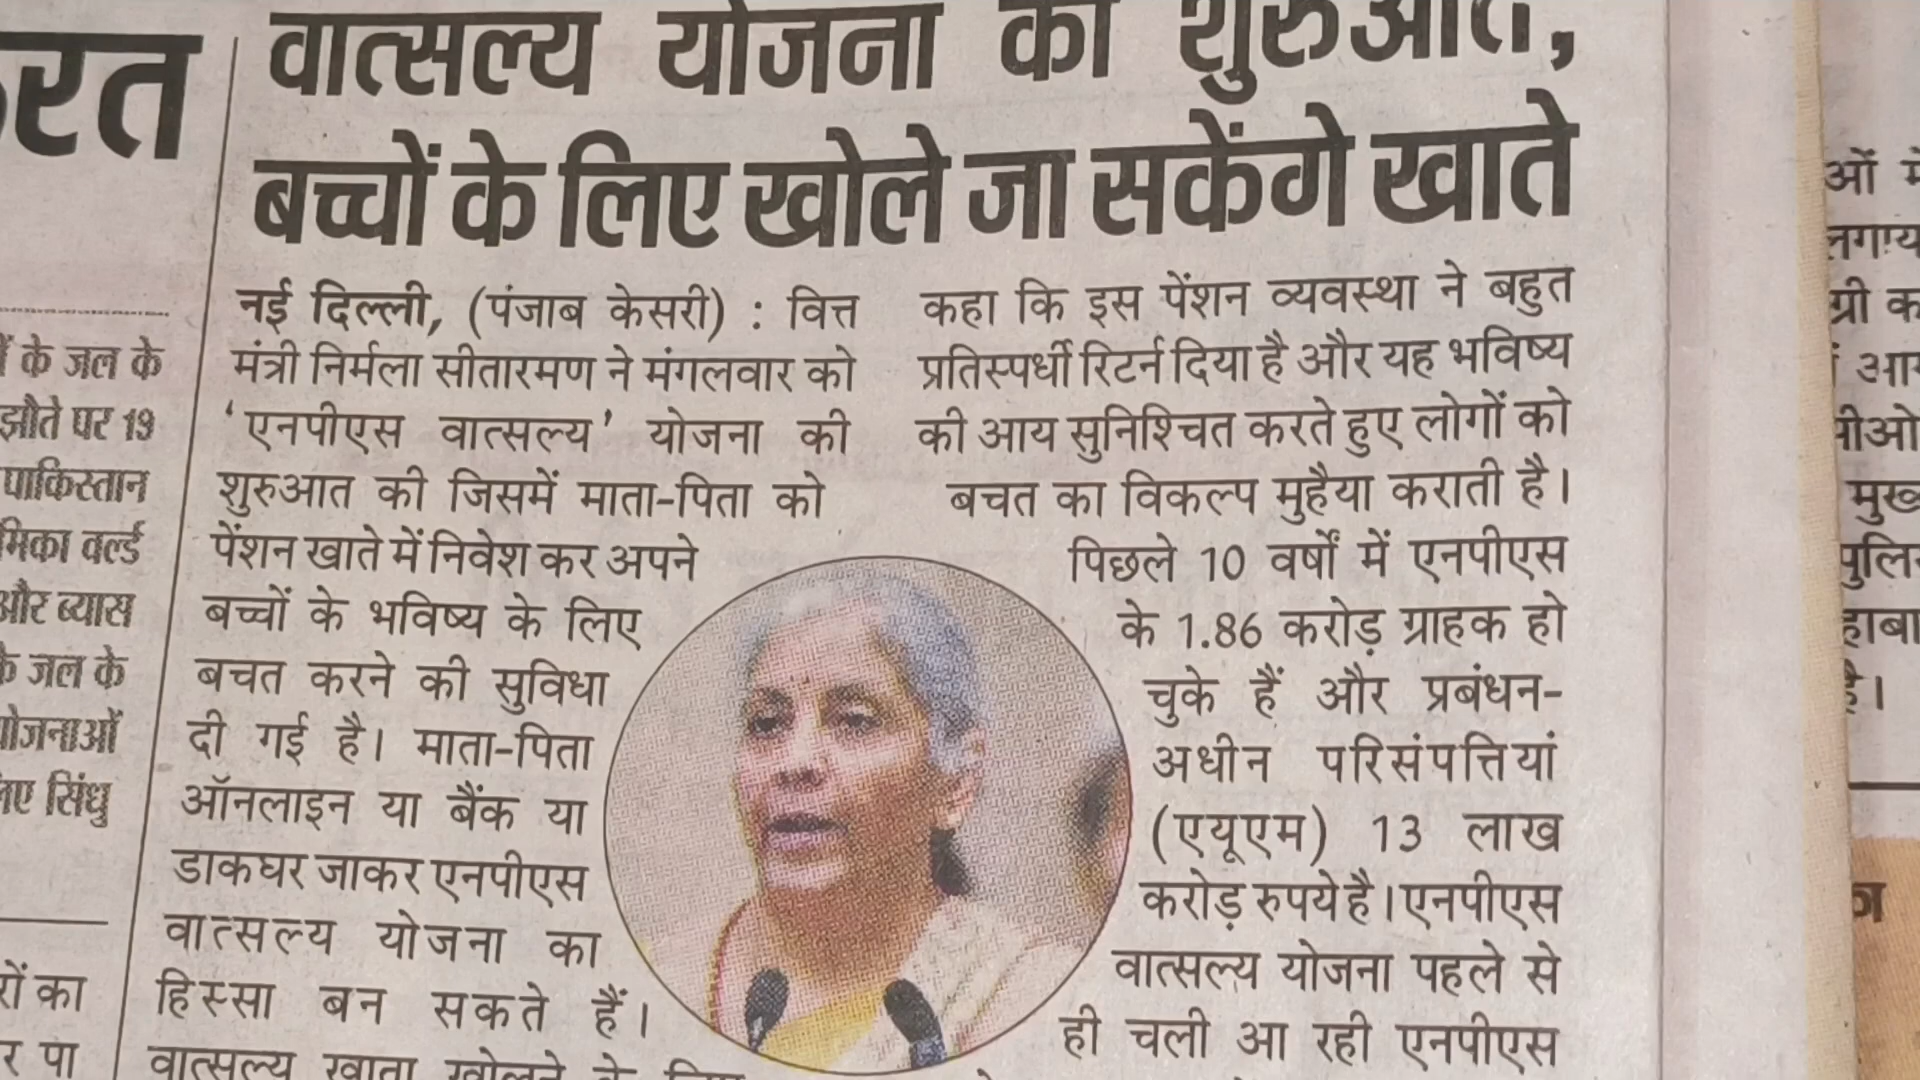 रत
वात्सल्य योजना की शुरुआत,
बच्चों के लिए खोले जा सकेंगे खाते
नई दिल्ली, (पंजाब केसरी) : वित्त
मंत्री निर्मला सीतारमण ने मंगलवार को
‘एनपीएस वात्सल्य’ योजना की
शुरुआत की जिसमें माता-पिता को
पेंशन खाते में निवेश कर अपने
बच्चों के भविष्य के लिए
बचत करने की सुविधा
दी गई है। माता-पिता
ऑनलाइन या बैंक या
डाकघर जाकर एनपीएस
वात्सल्य योजना का
हिस्सा बन सकते हैं।
वात्सल्य खाता खोलने के लिए
कहा कि इस पेंशन व्यवस्था ने बहुत
प्रतिस्पर्धी रिटर्न दिया है और यह भविष्य
की आय सुनिश्चित करते हुए लोगों को
बचत का विकल्प मुहैया कराती है।
पिछले 10 वर्षों में एनपीएस
के 1.86 करोड़ ग्राहक हो
चुके हैं और प्रबंधन-
अधीन परिसंपत्तियां
(एयूएम) 13 लाख
करोड़ रुपये है। एनपीएस
वात्सल्य योजना पहले से
ही चली आ रही एनपीएस
के जल के
पर 19
पाकिस्तान
वर्ल्ड
और ब्यास
के जल के
सिंधु
का
पा